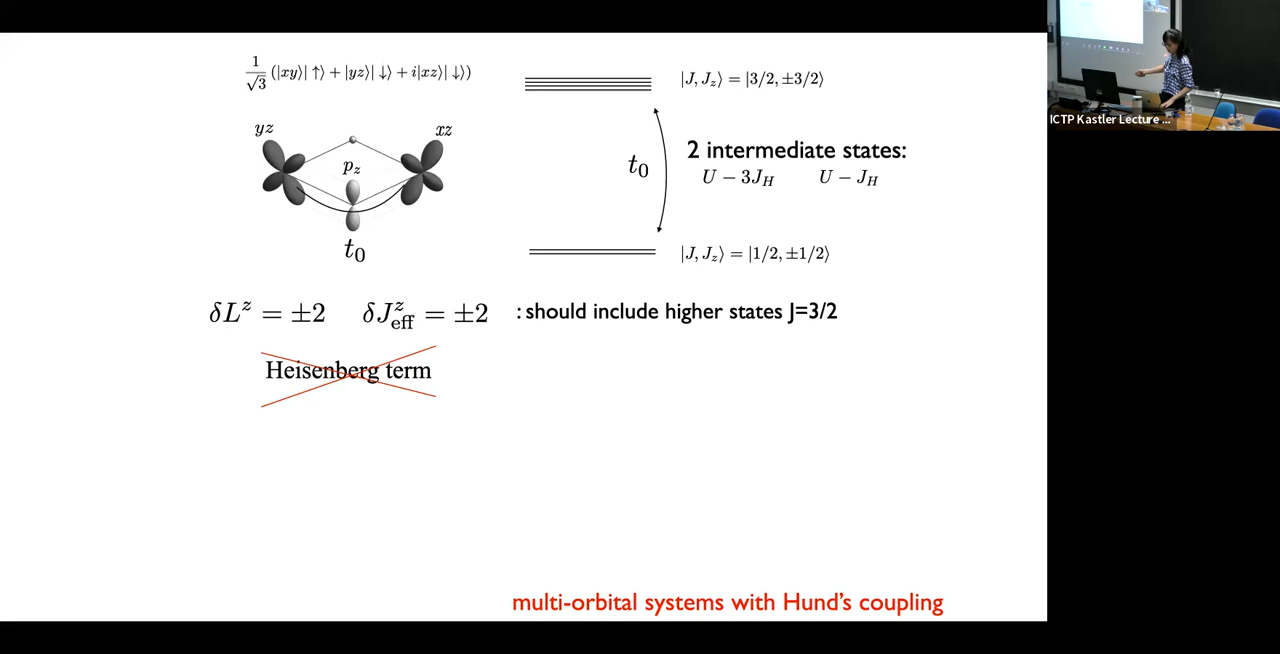 1/√3 (|xy⟩|↑⟩ + |yz⟩|↓⟩ + i|xz⟩|↓⟩)
|J, J_z⟩ = |3/2, ±3/2⟩
yz
xz
p_z
t_0
t_0
2 intermediate states:
U − 3J_H U − J_H
|J, J_z⟩ = |1/2, ±1/2⟩
δL^z = ±2 δJ^z_eff = ±2 : should include higher states J=3/2
Heisenberg term
multi-orbital systems with Hund's coupling
ICTP Kastler Lecture ...